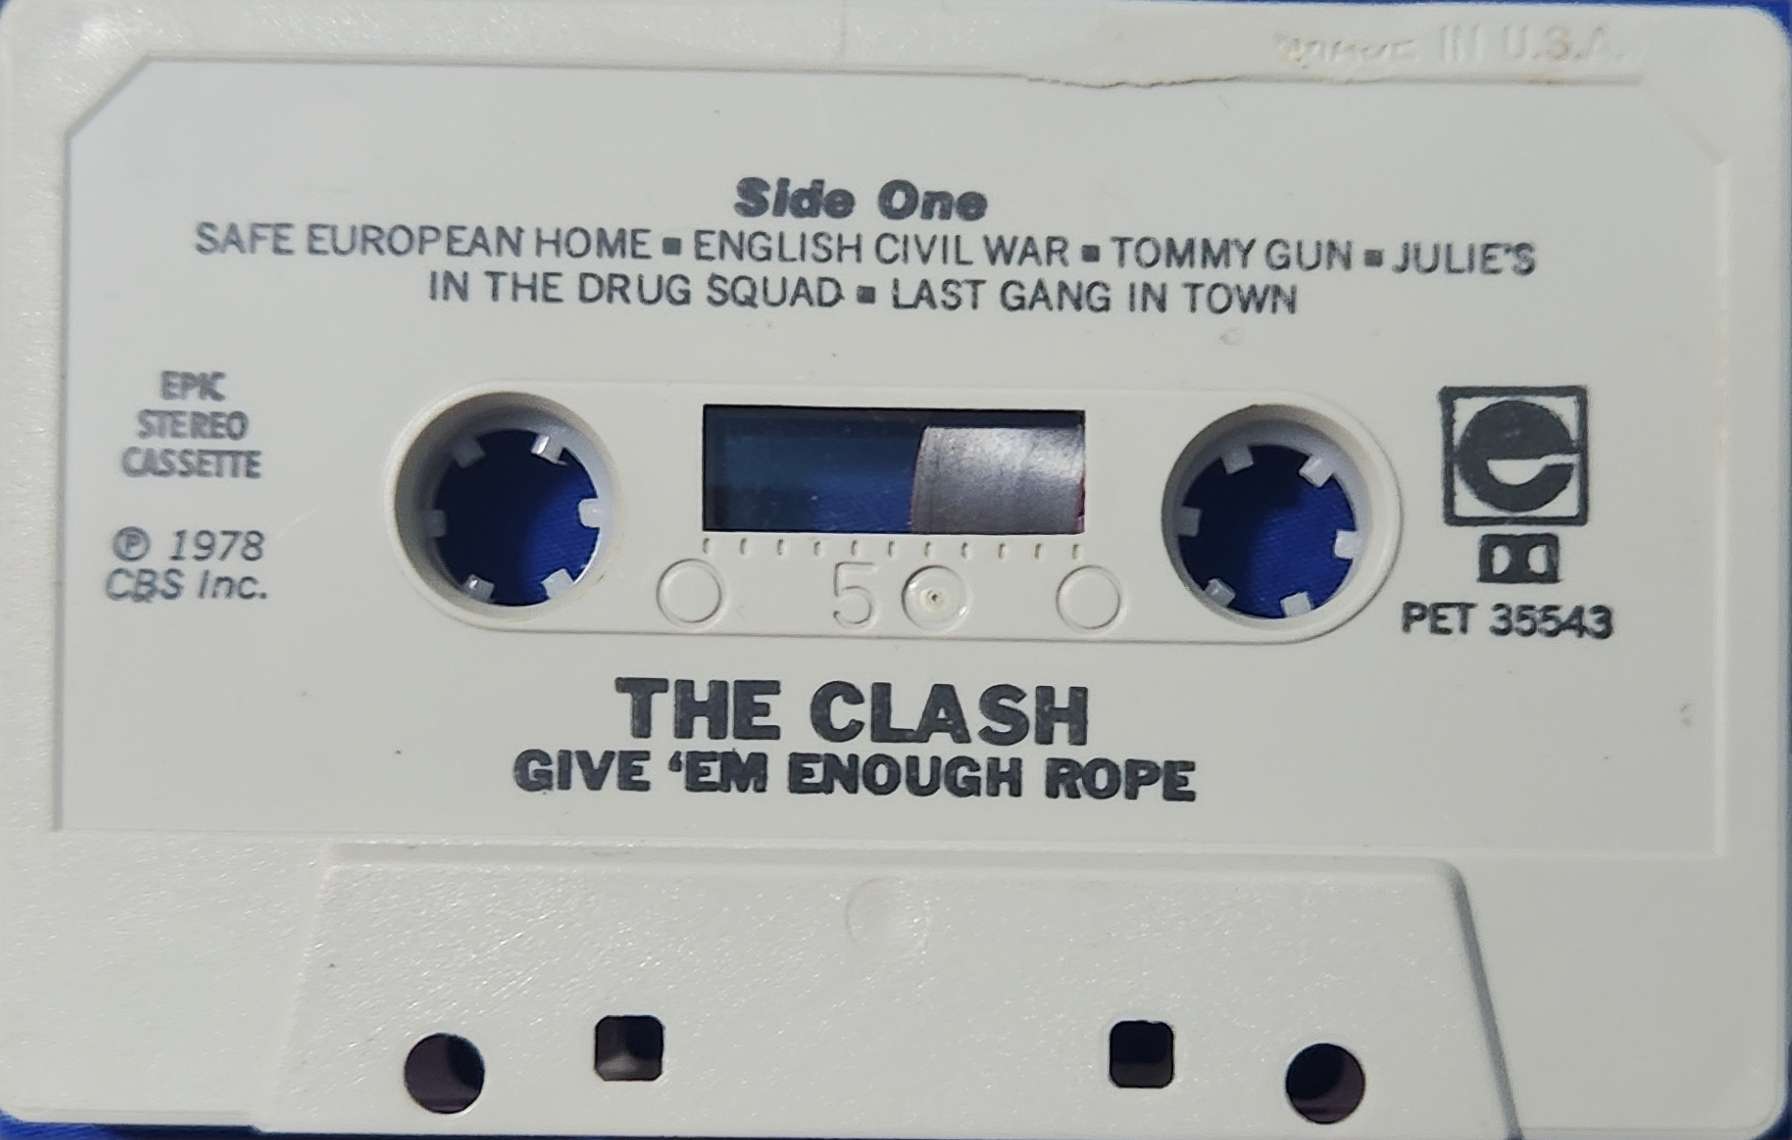 IN U.S.A.
Side One
SAFE EUROPEAN HOME ■ ENGLISH CIVIL WAR ■ TOMMY GUN ■ JULIE'S
IN THE DRUG SQUAD ■ LAST GANG IN TOWN
EPIC
STEREO
CASSETTE
℗ 1978
CBS Inc.
e
5
PET 35543
THE CLASH
GIVE ‘EM ENOUGH ROPE